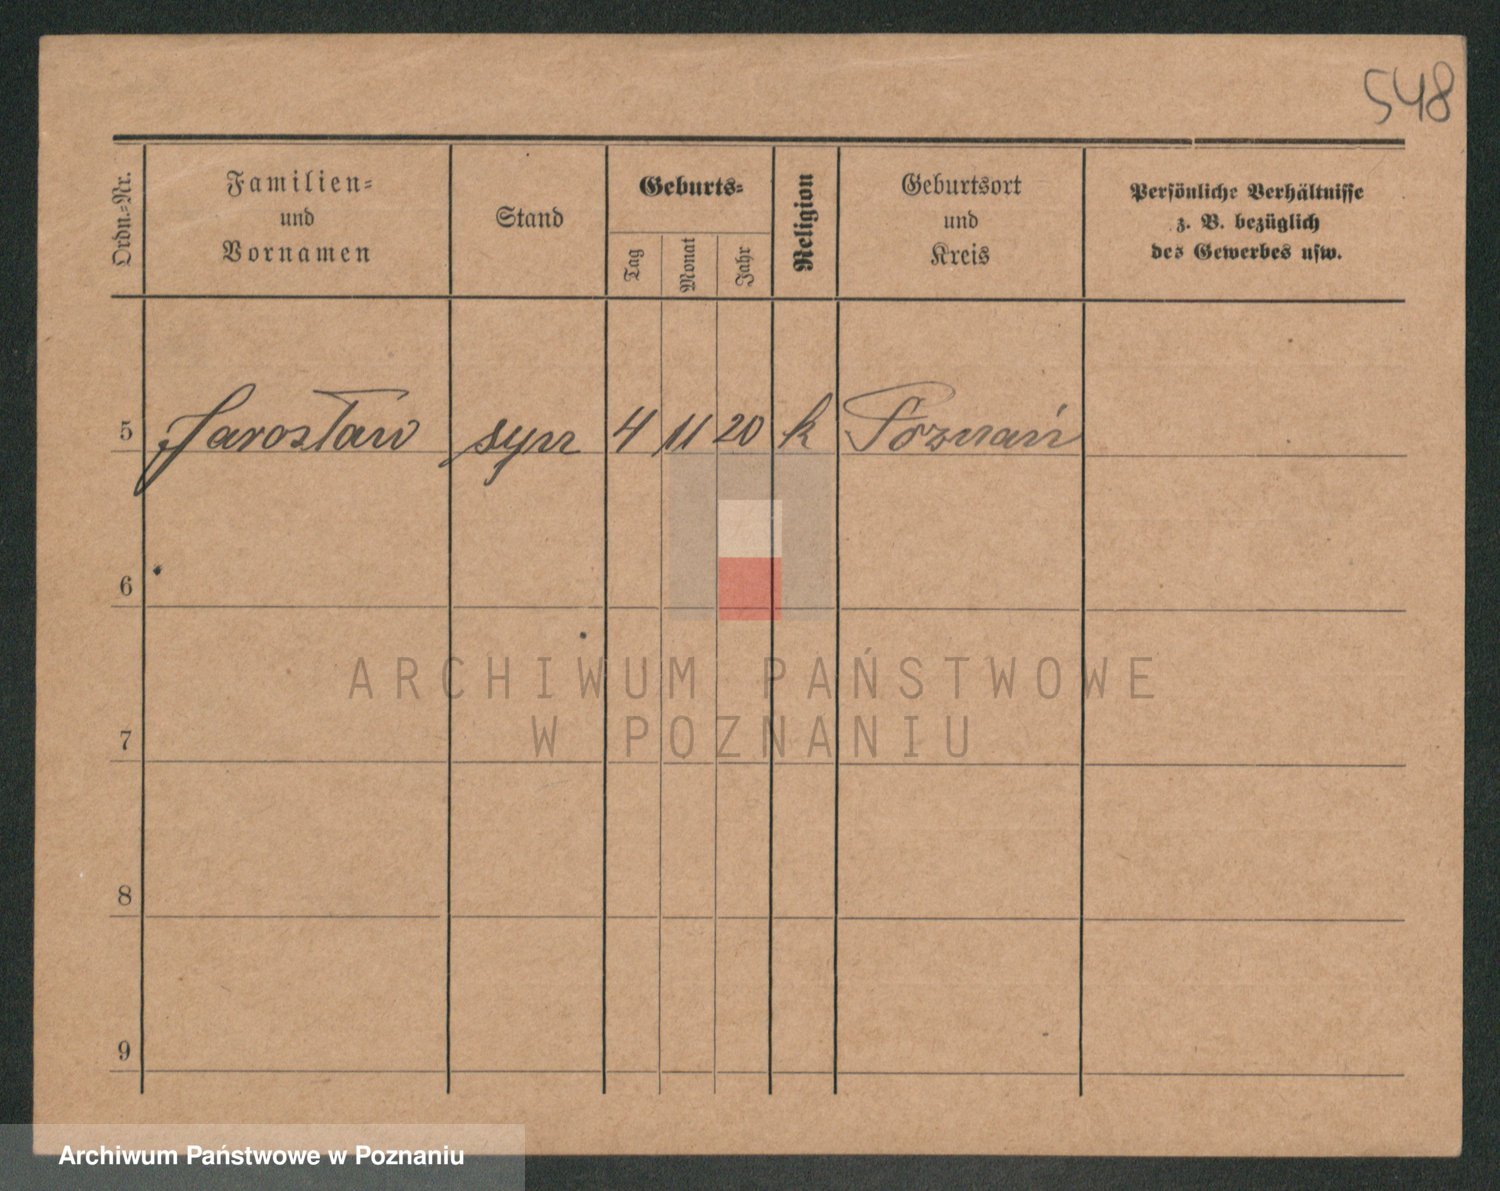 548
Ordn.-Nr.
Familien-
und
Vornamen
Stand
Geburts-
Tag
Monat
Jahr
Religion
Geburtsort
und
Kreis
Persönliche Verhältnisse
z. B. bezüglich
des Gewerbes usw.
5 Jarosław syn 4 11 20 k Poznań
6
ARCHIWUM PAŃSTWOWE
W POZNANIU
7
8
9
Archiwum Państwowe w Poznaniu